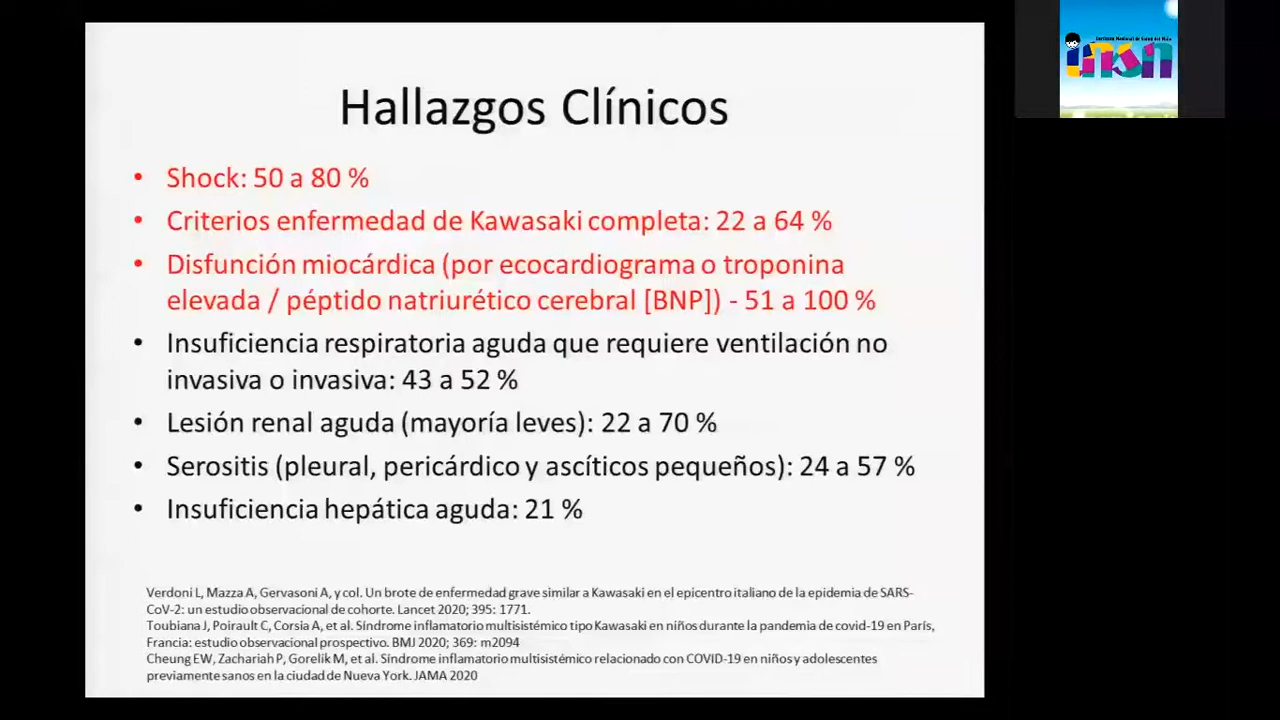 Hallazgos Clínicos
• Shock: 50 a 80 %
• Criterios enfermedad de Kawasaki completa: 22 a 64 %
• Disfunción miocárdica (por ecocardiograma o troponina
elevada / péptido natriurético cerebral [BNP]) - 51 a 100 %
• Insuficiencia respiratoria aguda que requiere ventilación no
invasiva o invasiva: 43 a 52 %
• Lesión renal aguda (mayoría leves): 22 a 70 %
• Serositis (pleural, pericárdico y ascíticos pequeños): 24 a 57 %
• Insuficiencia hepática aguda: 21 %
Verdoni L, Mazza A, Gervasoni A, y col. Un brote de enfermedad grave similar a Kawasaki en el epicentro italiano de la epidemia de SARS-
CoV-2: un estudio observacional de cohorte. Lancet 2020; 395: 1771.
Toubiana J, Poirault C, Corsia A, et al. Síndrome inflamatorio multisistémico tipo Kawasaki en niños durante la pandemia de covid-19 en París,
Francia: estudio observacional prospectivo. BMJ 2020; 369: m2094
Cheung EW, Zachariah P, Gorelik M, et al. Síndrome inflamatorio multisistémico relacionado con COVID-19 en niños y adolescentes
previamente sanos en la ciudad de Nueva York. JAMA 2020
Instituto Nacional de Salud del Niño
insn